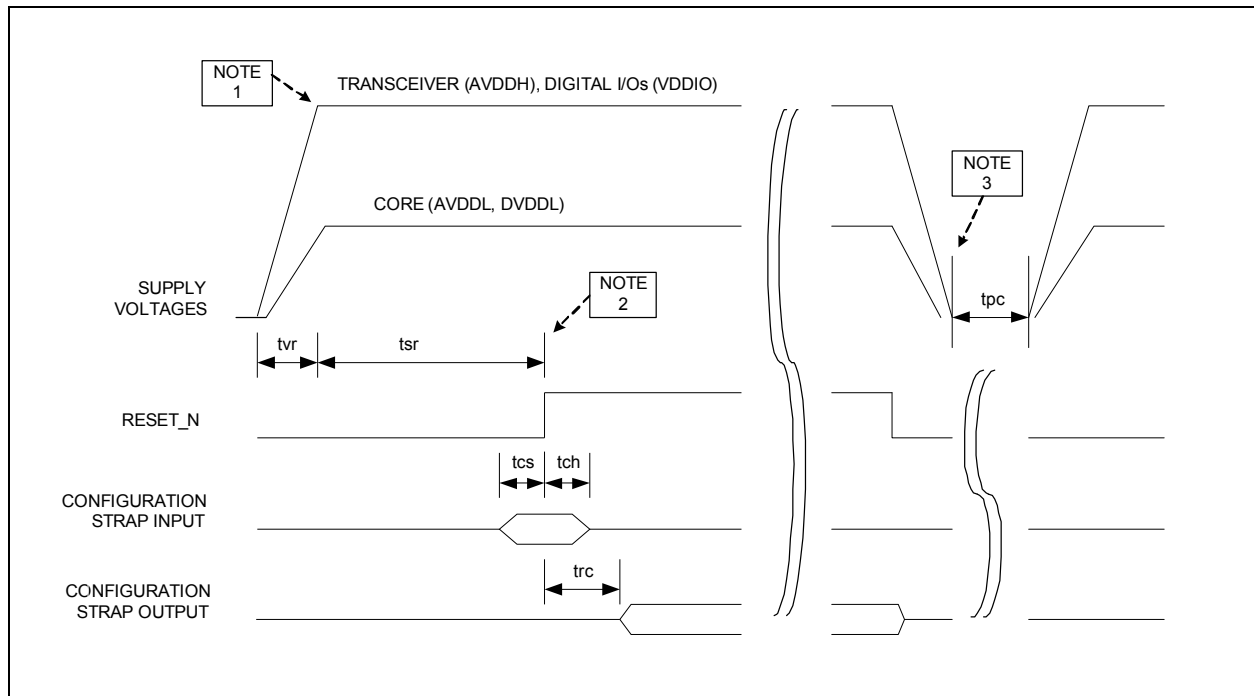 NOTE
1
TRANSCEIVER (AVDDH), DIGITAL I/Os (VDDIO)
NOTE
3
CORE (AVDDL, DVDDL)
SUPPLY
VOLTAGES
NOTE
2
tpc
tvr
tsr
RESET_N
tcs
tch
CONFIGURATION
STRAP INPUT
trc
CONFIGURATION
STRAP OUTPUT